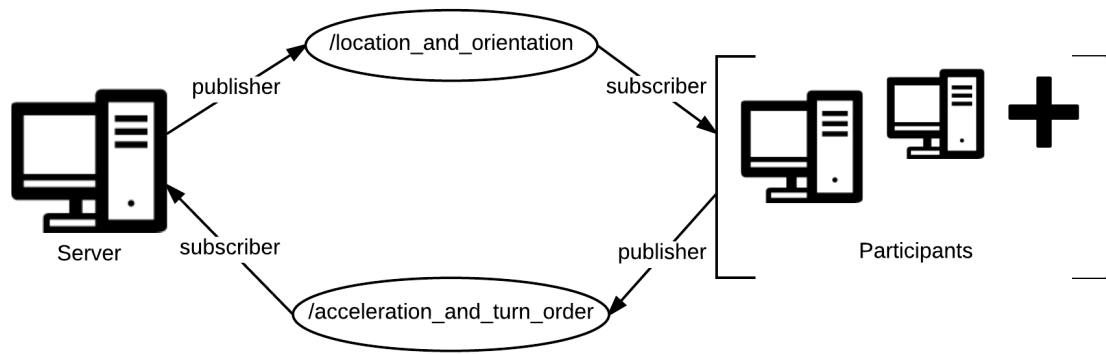 /location_and_orientation
publisher
subscriber
Server
subscriber
publisher
Participants
/acceleration_and_turn_order